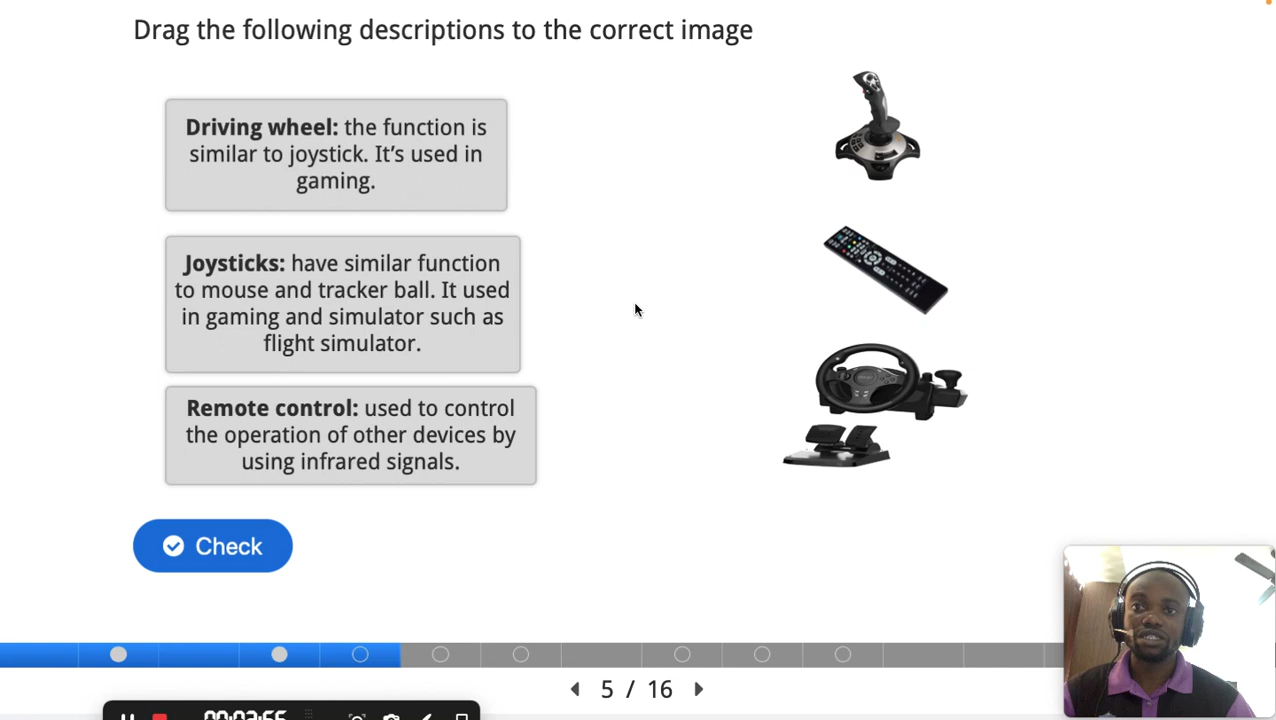 Drag the following descriptions to the correct image
Driving wheel: the function is
similar to joystick. It's used in
gaming.
Joysticks: have similar function
to mouse and tracker ball. It used
in gaming and simulator such as
flight simulator.
Remote control: used to control
the operation of other devices by
using infrared signals.
Check
5 / 16